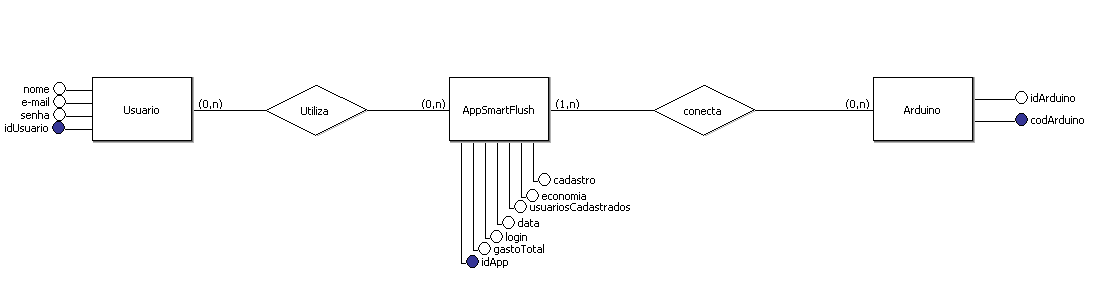 nome
e-mail
senha
idUsuario
Usuario
(0,n)
Utiliza
(0,n)
AppSmartFlush
(1,n)
conecta
(0,n)
Arduino
idArduino
codArduino
cadastro
economia
usuariosCadastrados
data
login
gastoTotal
idApp